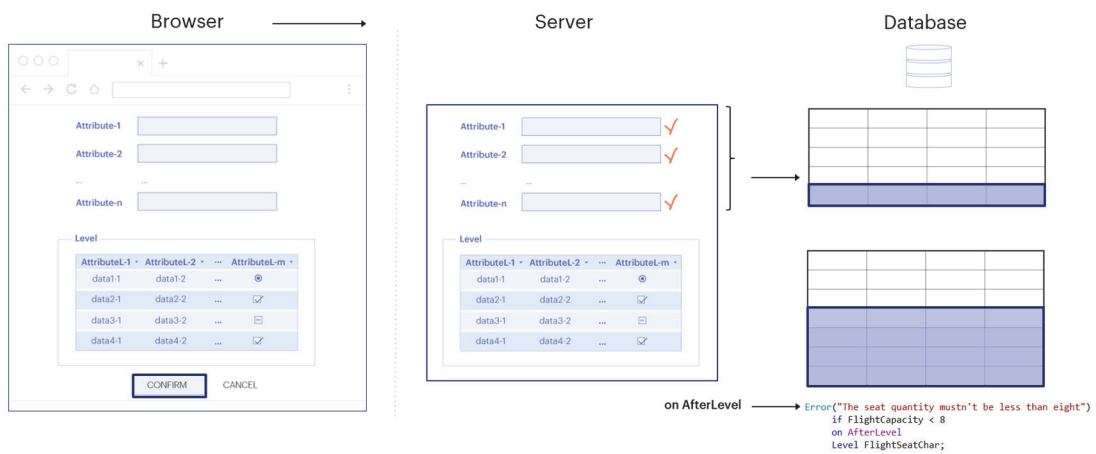 Browser
Server
Database
Attribute-1
Attribute-2
... ...
Attribute-n
Level
AttributeL-1 AttributeL-2 ... AttributeL-m
data1-1 data1-2 ...
data2-1 data2-2 ...
data3-1 data3-2 ...
data4-1 data4-2 ...
CONFIRM CANCEL
Attribute-1
Attribute-2
... ...
Attribute-n
Level
AttributeL-1 AttributeL-2 ... AttributeL-m
data1-1 data1-2 ...
data2-1 data2-2 ...
data3-1 data3-2 ...
data4-1 data4-2 ...
on AfterLevel
Error("The seat quantity mustn't be less than eight")
if FlightCapacity < 8
on AfterLevel
Level FlightSeatChar;